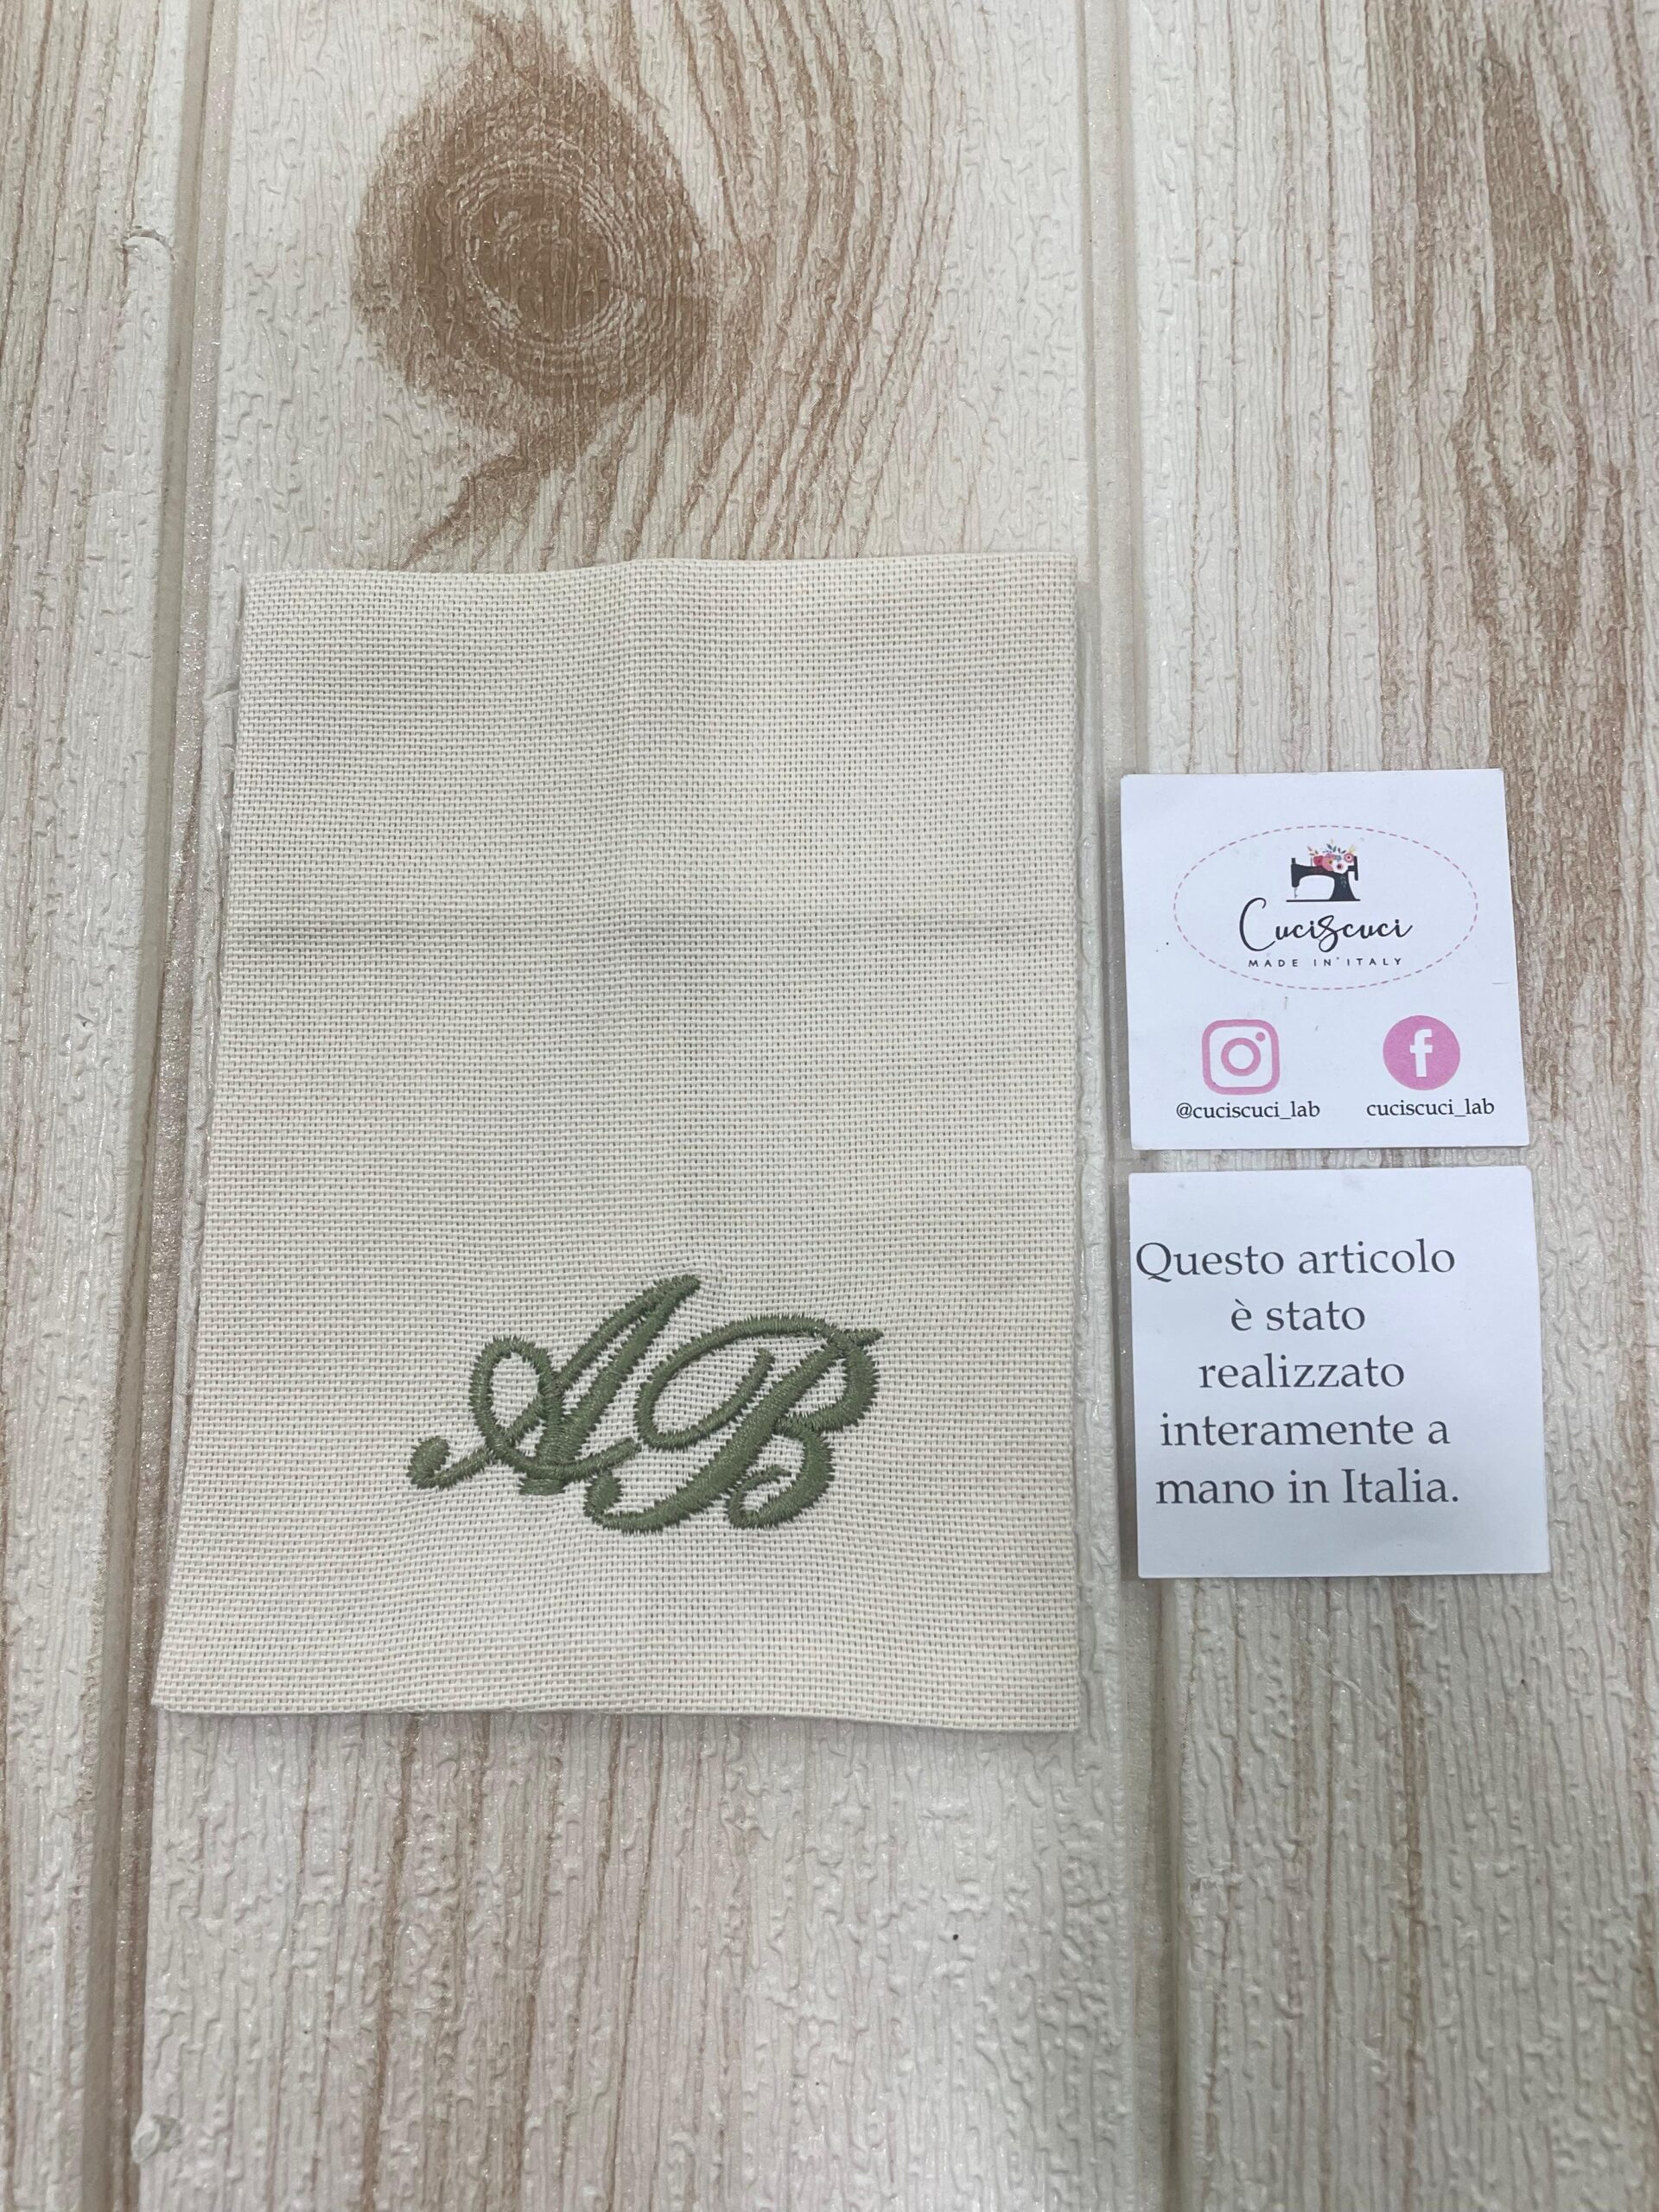 AB
Cuciscuci
MADE IN ITALY
@cuciscuci_lab
cuciscuci_lab
Questo articolo
è stato
realizzato
interamente a
mano in Italia.